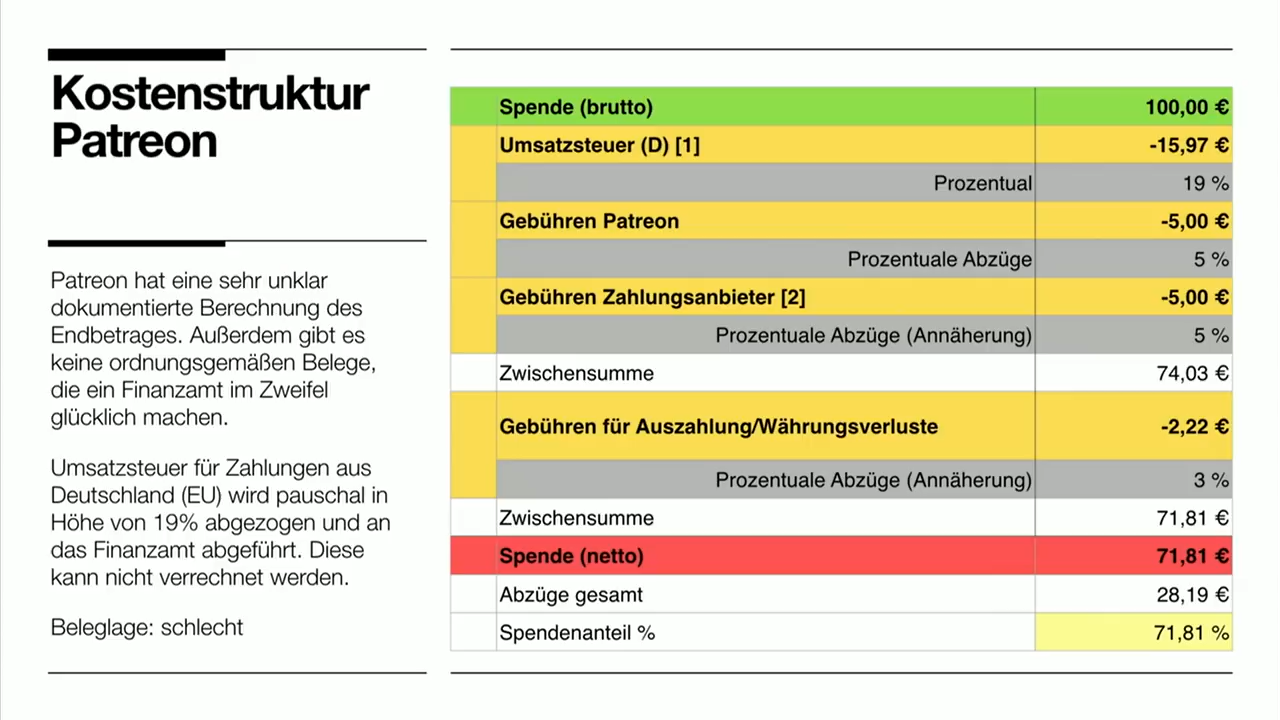 Kostenstruktur
Patreon
Patreon hat eine sehr unklar
dokumentierte Berechnung des
Endbetrages. Außerdem gibt es
keine ordnungsgemäßen Belege,
die ein Finanzamt im Zweifel
glücklich machen.
Umsatzsteuer für Zahlungen aus
Deutschland (EU) wird pauschal in
Höhe von 19% abgezogen und an
das Finanzamt abgeführt. Diese
kann nicht verrechnet werden.
Beleglage: schlecht
Spende (brutto) 100,00 €
Umsatzsteuer (D) [1] -15,97 €
Prozentual 19 %
Gebühren Patreon -5,00 €
Prozentuale Abzüge 5 %
Gebühren Zahlungsanbieter [2] -5,00 €
Prozentuale Abzüge (Annäherung) 5 %
Zwischensumme 74,03 €
Gebühren für Auszahlung/Währungsverluste -2,22 €
Prozentuale Abzüge (Annäherung) 3 %
Zwischensumme 71,81 €
Spende (netto) 71,81 €
Abzüge gesamt 28,19 €
Spendenanteil % 71,81 %